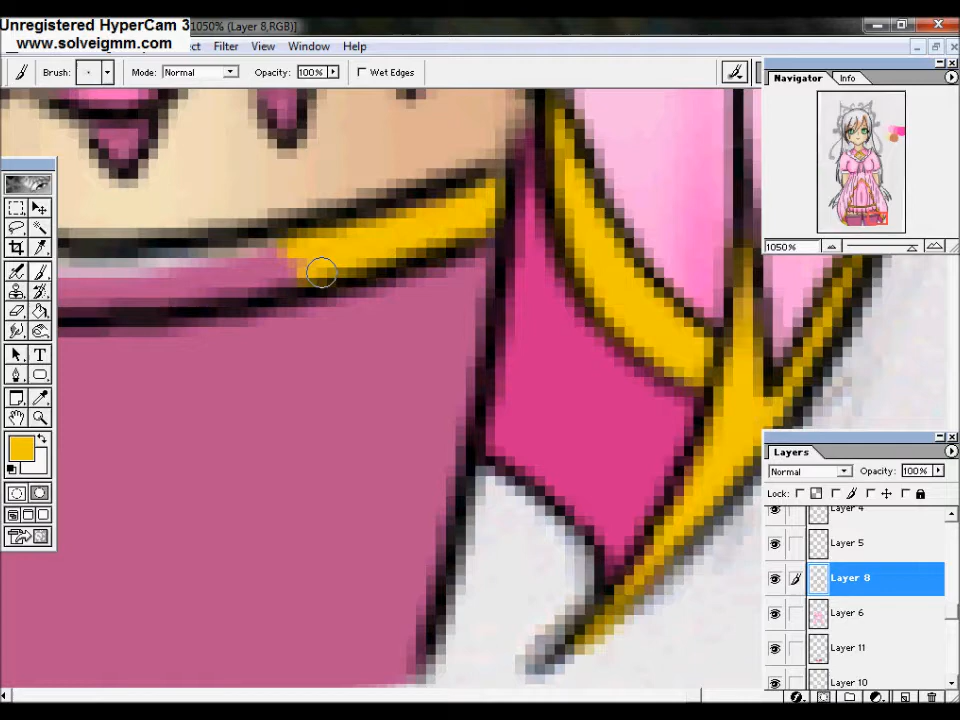 Unregistered HyperCam 3
www.solveigmm.com
1050% (Layer 8,RGB)]
Filter View Window Help
Brush: Mode: Normal Opacity: 100% Wet Edges
Navigator Info
1050%
Layers
Normal Opacity: 100%
Lock:
Layer 4
Layer 5
Layer 8
Layer 6
Layer 11
Layer 10
T